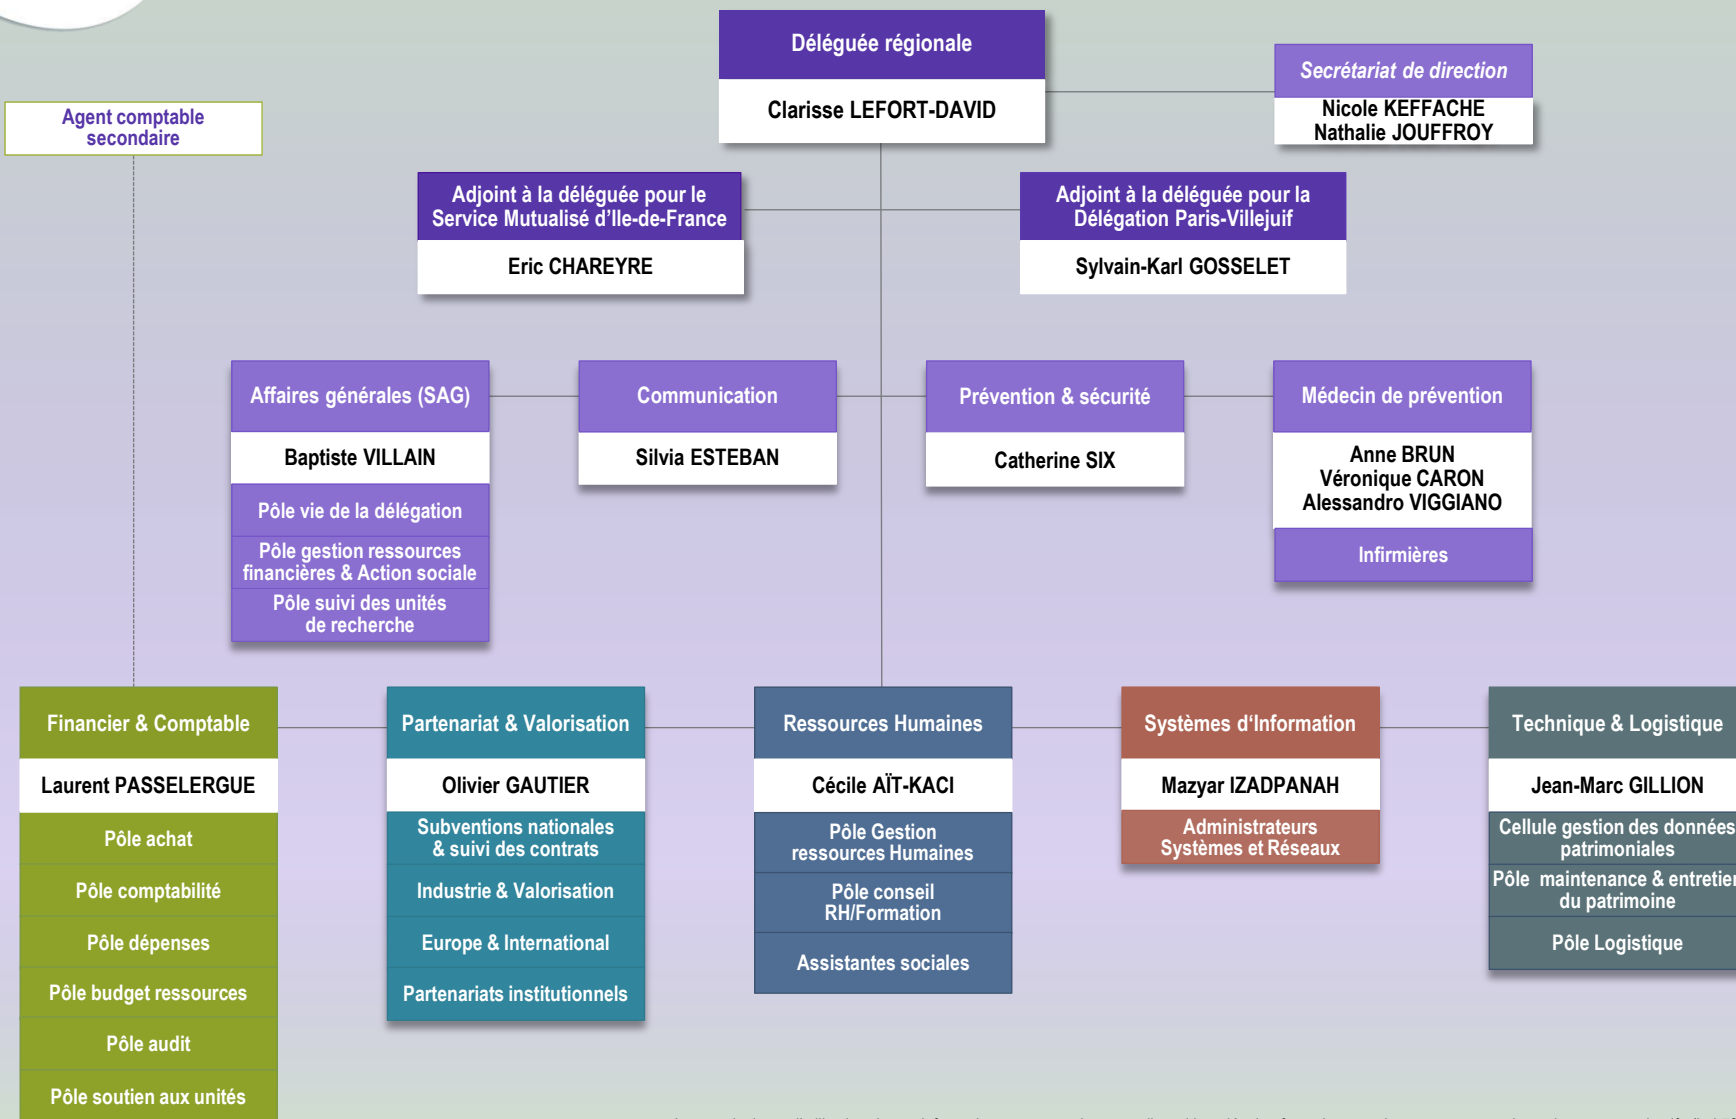 Déléguée régionale
Clarisse LEFORT-DAVID
Secrétariat de direction
Nicole KEFFACHE
Nathalie JOUFFROY
Agent comptable
secondaire
Adjoint à la déléguée pour le
Service Mutualisé d’Ile-de-France
Eric CHAREYRE
Adjoint à la déléguée pour la
Délégation Paris-Villejuif
Sylvain-Karl GOSSELET
Affaires générales (SAG)
Baptiste VILLAIN
Pôle vie de la délégation
Pôle gestion ressources
financières & Action sociale
Pôle suivi des unités
de recherche
Communication
Silvia ESTEBAN
Prévention & sécurité
Catherine SIX
Médecin de prévention
Anne BRUN
Véronique CARON
Alessandro VIGGIANO
Infirmières
Financier & Comptable
Laurent PASSELERGUE
Pôle achat
Pôle comptabilité
Pôle dépenses
Pôle budget ressources
Pôle audit
Pôle soutien aux unités
Partenariat & Valorisation
Olivier GAUTIER
Subventions nationales
& suivi des contrats
Industrie & Valorisation
Europe & International
Partenariats institutionnels
Ressources Humaines
Cécile AÏT-KACI
Pôle Gestion
ressources Humaines
Pôle conseil
RH/Formation
Assistantes sociales
Systèmes d‘Information
Mazyar IZADPANAH
Administrateurs
Systèmes et Réseaux
Technique & Logistique
Jean-Marc GILLION
Cellule gestion des données
patrimoniales
Pôle maintenance & entretien
du patrimoine
Pôle Logistique